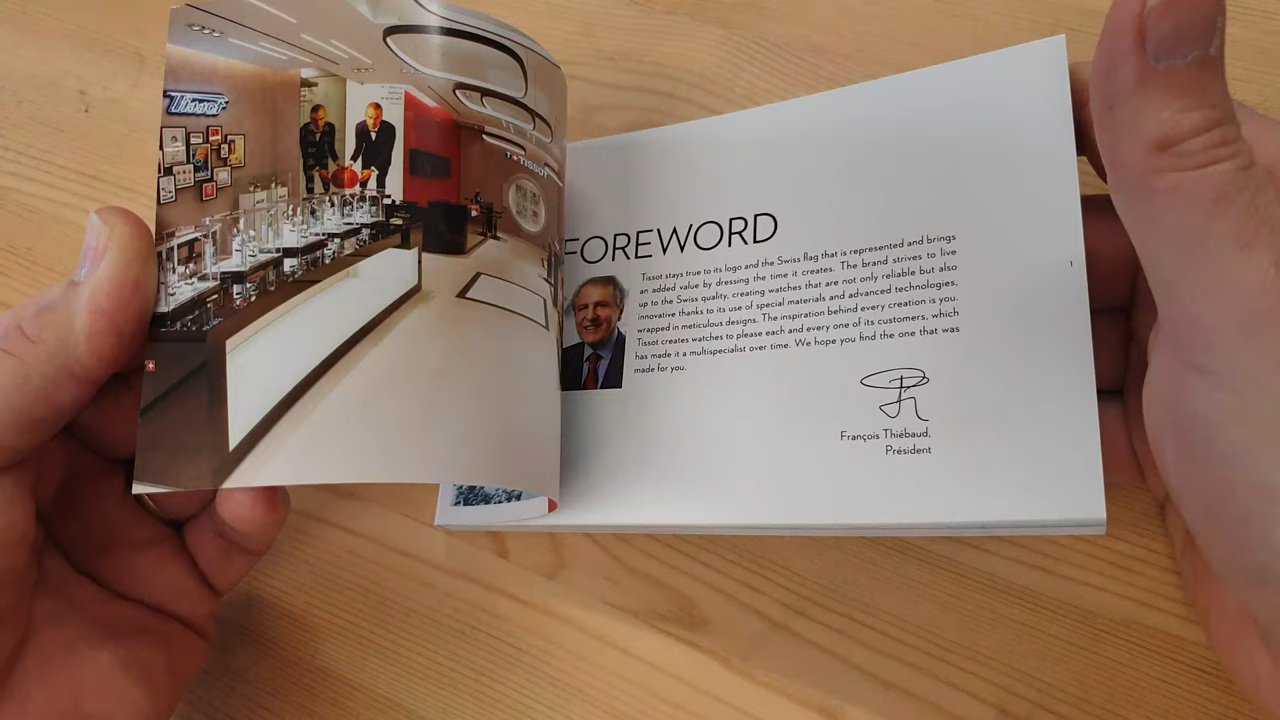 Tissot
T+TISSOT
FOREWORD
Tissot stays true to its logo and the Swiss flag that is represented and brings
an added value by dressing the time it creates. The brand strives to live
up to the Swiss quality, creating watches that are not only reliable but also
innovative thanks to its use of special materials and advanced technologies,
wrapped in meticulous designs. The inspiration behind every creation is you.
Tissot creates watches to please each and every one of its customers, which
has made it a multispecialist over time. We hope you find the one that was
made for you.
François Thiébaud,
Président